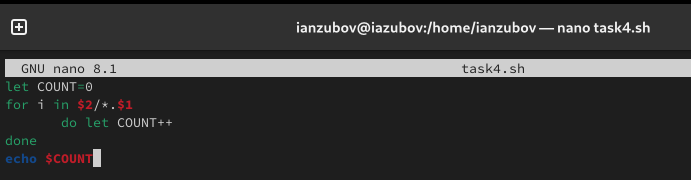 ianzubov@iazubov:/home/ianzubov — nano task4.sh
GNU nano 8.1 task4.sh
let COUNT=0
for i in $2/*.$1
do let COUNT++
done
echo $COUNT